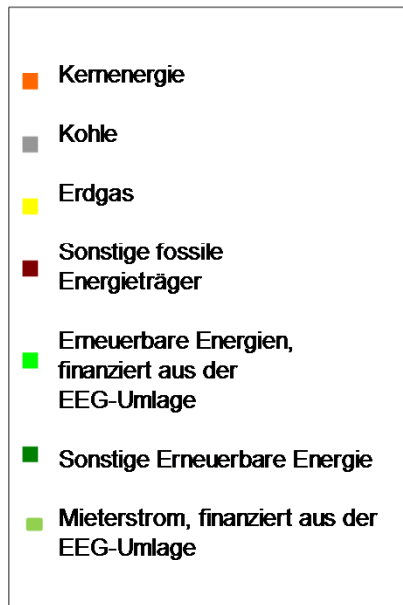 Kernenergie
Kohle
Erdgas
Sonstige fossile
Energieträger
Erneuerbare Energien,
finanziert aus der
EEG-Umlage
Sonstige Erneuerbare Energie
Mieterstrom, finanziert aus der
EEG-Umlage